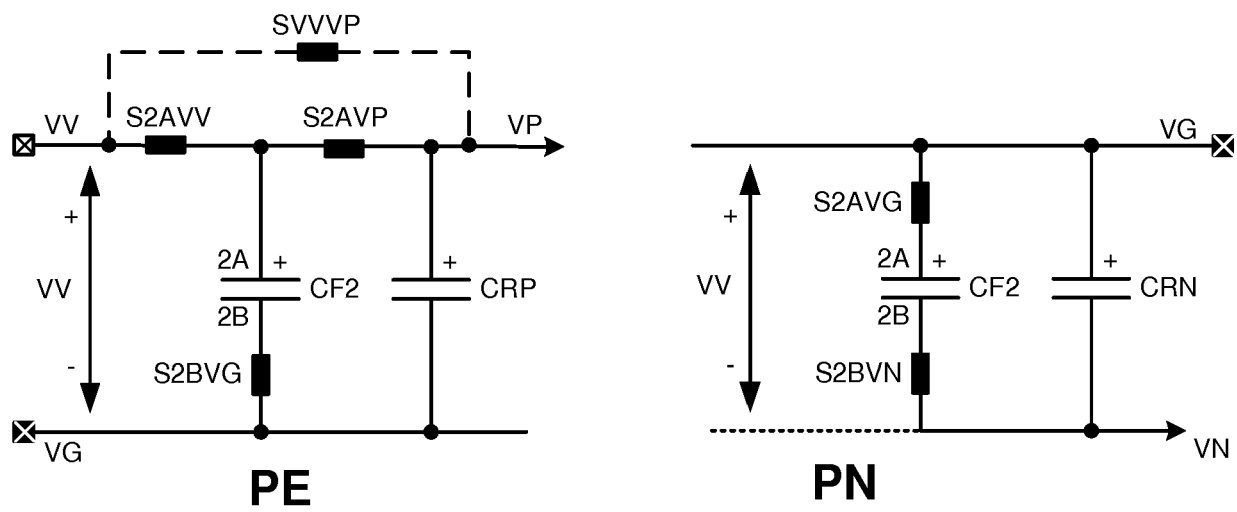 SVVVP
VV
S2AVV
S2AVP
VP
+
VV
-
2A
+
CF2
2B
+
CRP
S2BVG
VG
PE
VG
S2AVG
+
VV
-
2A
+
CF2
2B
+
CRN
S2BVN
VN
PN